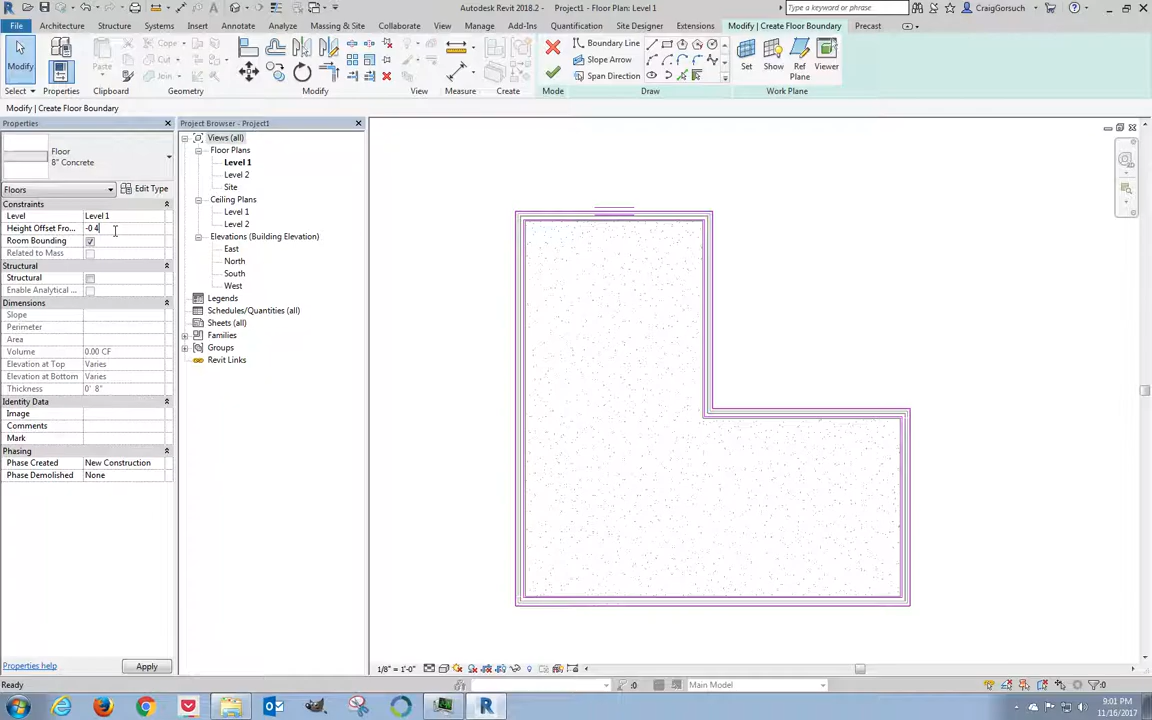 Autodesk Revit 2018.2 - Floor Plan: Level 1
Type a keyword or phrase
CraigGorsuch
File Architecture Structure Systems Insert Annotate Analyze Massing & Site Collaborate View Manage Add-Ins Quantification Site Designer Extensions Modify | Create Floor Boundary Precast
Modify Paste Cope Cut Join Boundary Line Slope Arrow Span Direction Set Show Ref Plane Viewer
Select Properties Clipboard Geometry Modify View Measure Create Mode Draw Work Plane
Modify | Create Floor Boundary
Properties
Project Browser - Project1
Floor
8" Concrete
Floors
Edit Type
Constraints
Level Level 1
Height Offset Fro... -0 4
Room Bounding
Related to Mass
Structural
Structural
Enable Analytical ...
Dimensions
Slope
Perimeter
Area
Volume 0.00 CF
Elevation at Top Varies
Elevation at Bottom Varies
Thickness 0' 8"
Identity Data
Image
Comments
Mark
Phasing
Phase Created New Construction
Phase Demolished None
Properties help
Apply
Views (all)
Floor Plans
Level 1
Level 2
Site
Ceiling Plans
Level 1
Level 2
Elevations (Building Elevation)
East
North
South
West
Legends
Schedules/Quantities (all)
Sheets (all)
Families
Groups
Revit Links
1/8" = 1'-0"
Ready
:0
Main Model
:0
9:01 PM
11/16/2017